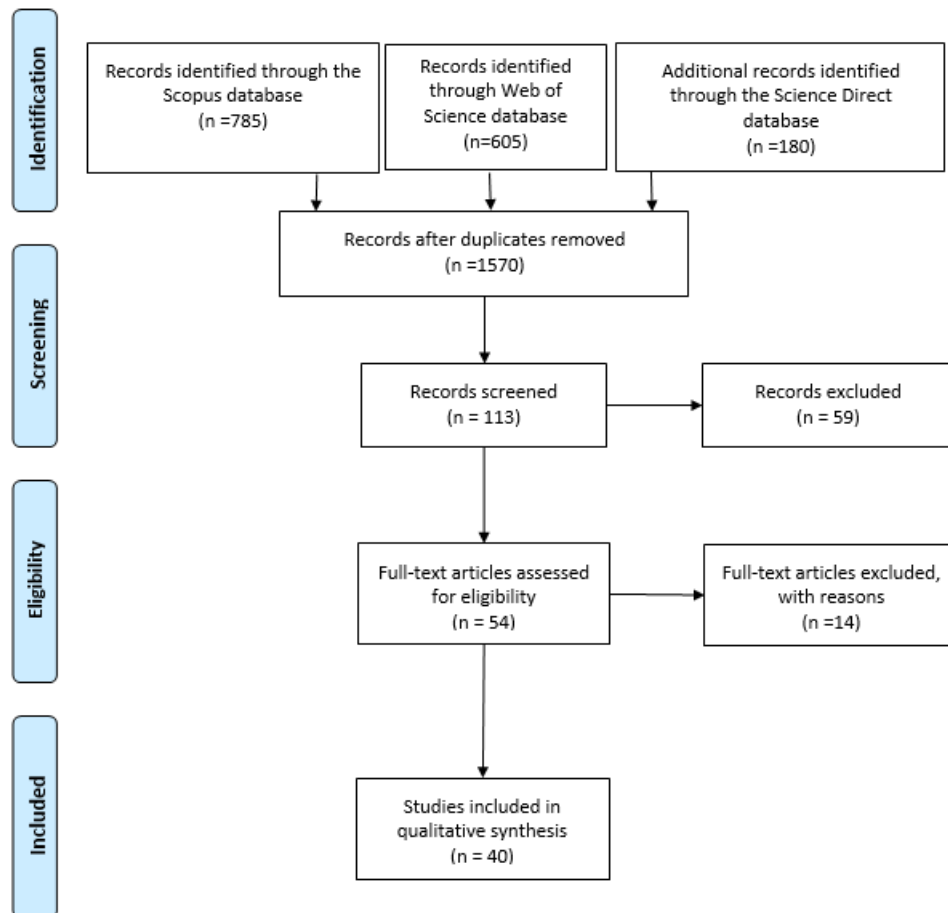 Identification
Records identified through the
Scopus database
(n =785)
Records identified
through Web of
Science database
(n=605)
Additional records identified
through the Science Direct
database
(n =180)
Records after duplicates removed
(n =1570)
Screening
Records screened
(n = 113)
Records excluded
(n = 59)
Eligibility
Full-text articles assessed
for eligibility
(n = 54)
Full-text articles excluded,
with reasons
(n =14)
Included
Studies included in
qualitative synthesis
(n = 40)